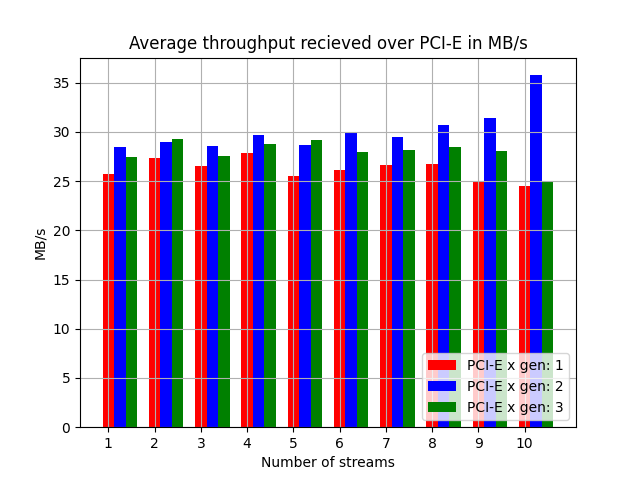 Average throughput recieved over PCI-E in MB/s
MB/s
35
30
25
20
15
10
5
0
1 2 3 4 5 6 7 8 9 10
Number of streams
PCI-E x gen: 1
PCI-E x gen: 2
PCI-E x gen: 3